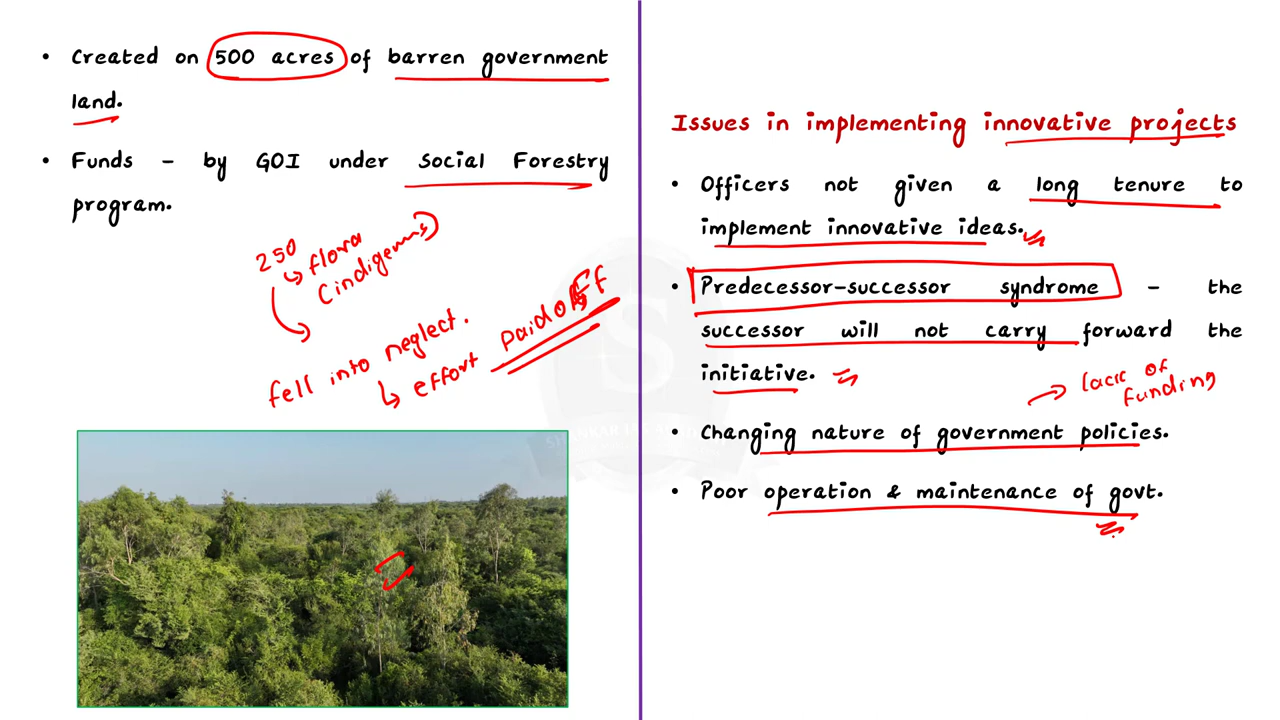 • Created on 500 acres of barren government
land.
• Funds - by GOI under Social Forestry
program.
250
↳ flora
(indigenous)
fell into neglect.
↳ effort paid off
Issues in implementing innovative projects
• Officers not given a long tenure to
implement innovative ideas.
• Predecessor-successor syndrome - the
successor will not carry forward the
initiative.
→ lack of
funding
• Changing nature of government policies.
• Poor operation & maintenance of govt.